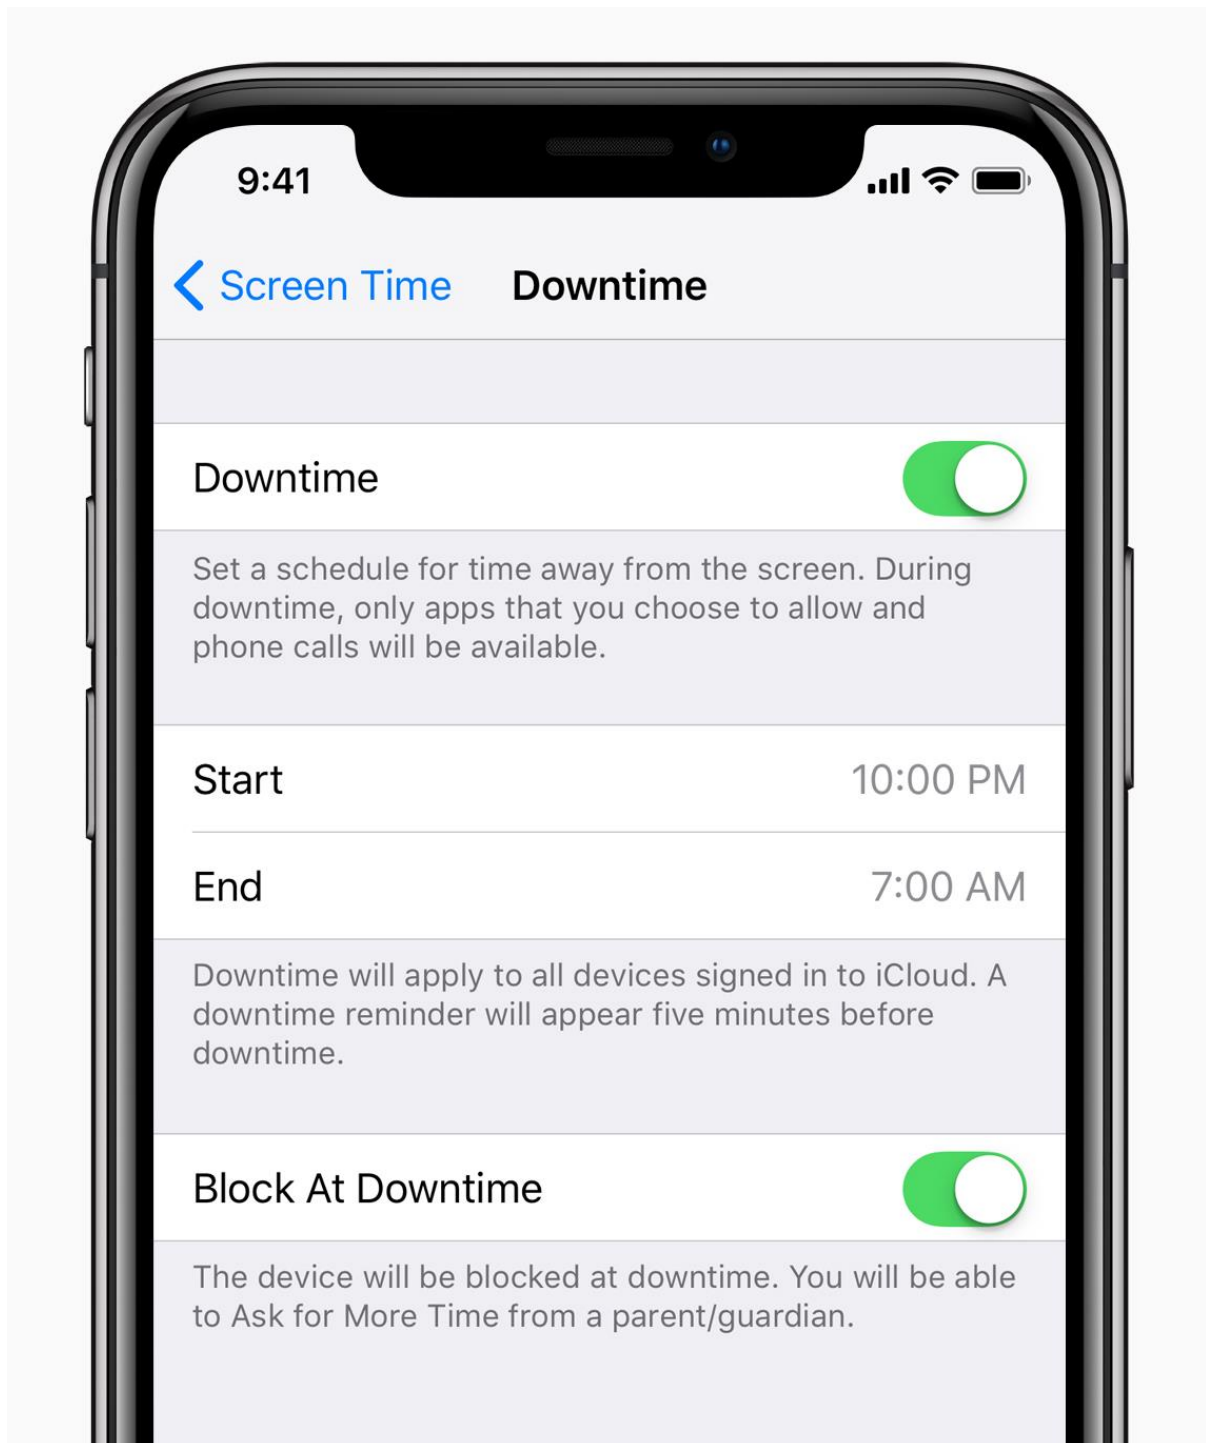 9:41
Screen Time
Downtime
Downtime
Set a schedule for time away from the screen. During
downtime, only apps that you choose to allow and
phone calls will be available.
Start
10:00 PM
End
7:00 AM
Downtime will apply to all devices signed in to iCloud. A
downtime reminder will appear five minutes before
downtime.
Block At Downtime
The device will be blocked at downtime. You will be able
to Ask for More Time from a parent/guardian.